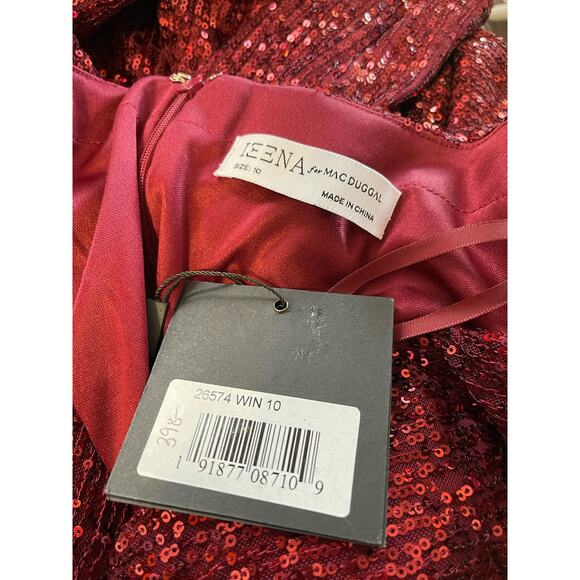 IEENA for MAC DUGGAL
SIZE: 10
MADE IN CHINA
26574 WIN 10
398-
1 91877 08710 9